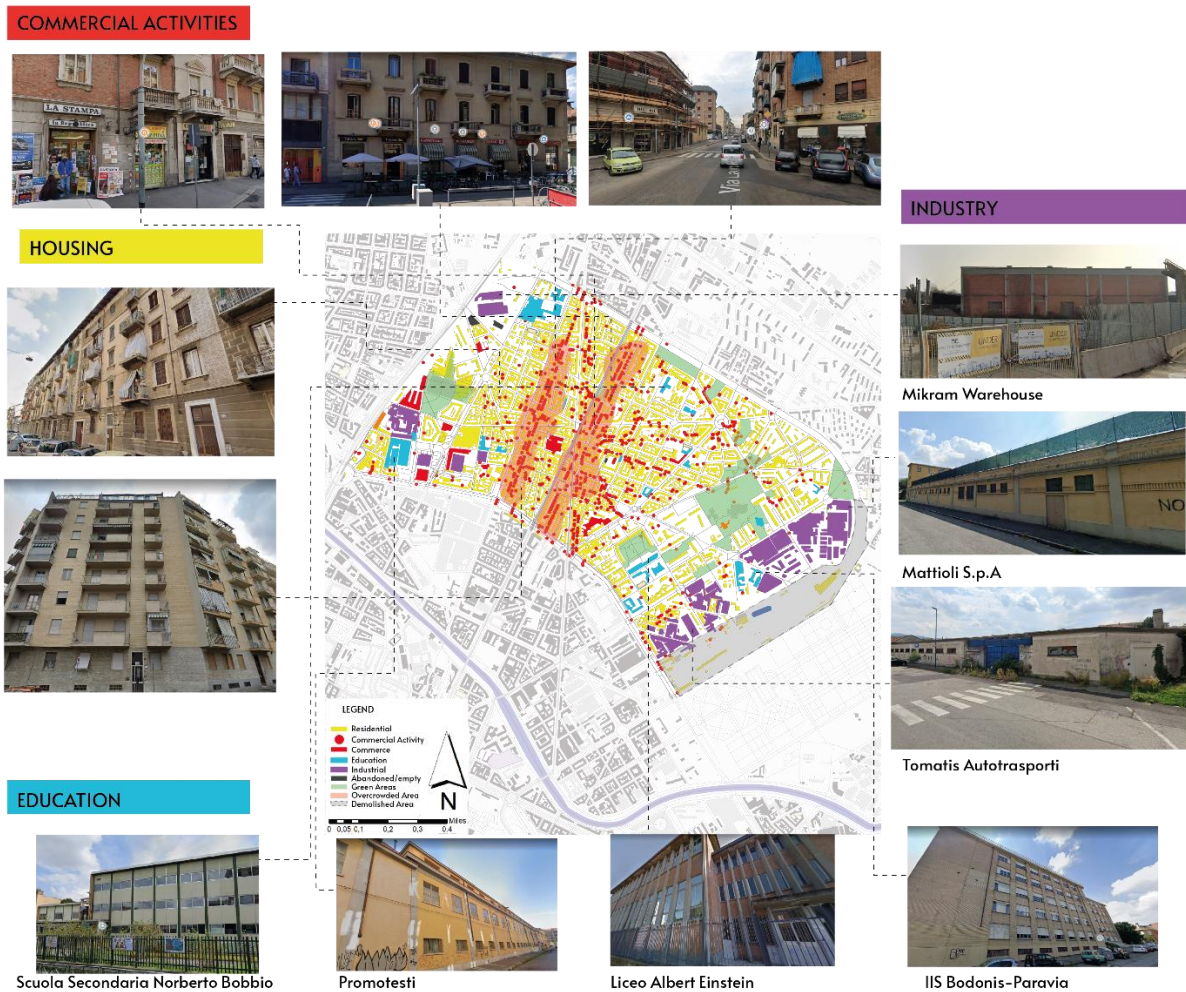 COMMERCIAL ACTIVITIES
LA STAMPA
Via La
HOUSING
INDUSTRY
Mikram Warehouse
Mattioli S.p.A
NO
Tomatis Autotrasporti
LEGEND
Residential
Commercial Activity
Commerce
Education
Industrial
Abandoned/empty
Green Areas
Overcrowded Area
Demolished Area
N
0 0,05 0,1 0,2 0,3 0,4 Miles
EDUCATION
Scuola Secondaria Norberto Bobbio
Promotesti
Liceo Albert Einstein
IIS Bodonis-Paravia